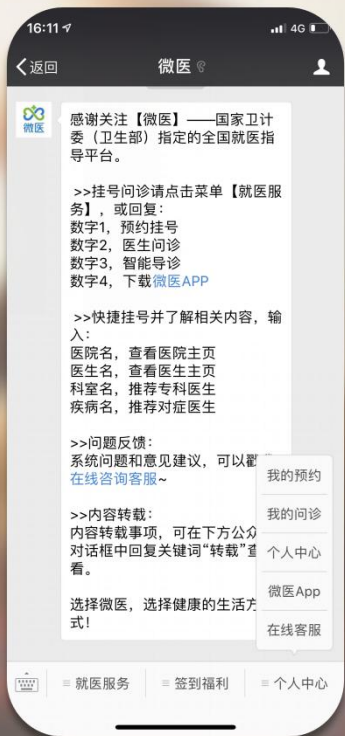 16:11
4G
返回
微医
微医
感谢关注【微医】——国家卫计
委（卫生部）指定的全国就医指
导平台。
>>挂号问诊请点击菜单【就医服
务】，或回复：
数字1，预约挂号
数字2，医生问诊
数字3，智能导诊
数字4，下载微医APP
>>快捷挂号并了解相关内容，输
入：
医院名，查看医院主页
医生名，查看医生主页
科室名，推荐专科医生
疾病名，推荐对症医生
>>问题反馈：
系统问题和意见建议，可以戳
在线咨询客服~
>>内容转载：
内容转载事项，可在下方公众
对话框中回复关键词“转载”查
看。
选择微医，选择健康的生活方
式！
我的预约
我的问诊
个人中心
微医App
在线客服
就医服务
签到福利
个人中心